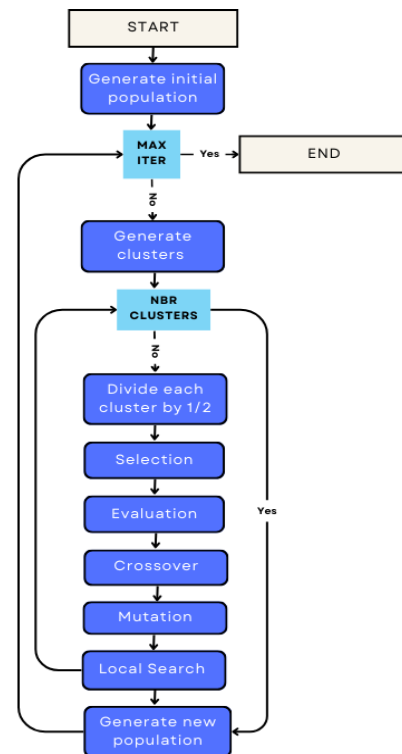 START
Generate initial
population
MAX
ITER
Yes
END
No
Generate
clusters
NBR
CLUSTERS
No
Divide each
cluster by 1/2
Selection
Evaluation
Yes
Crossover
Mutation
Local Search
Generate new
population